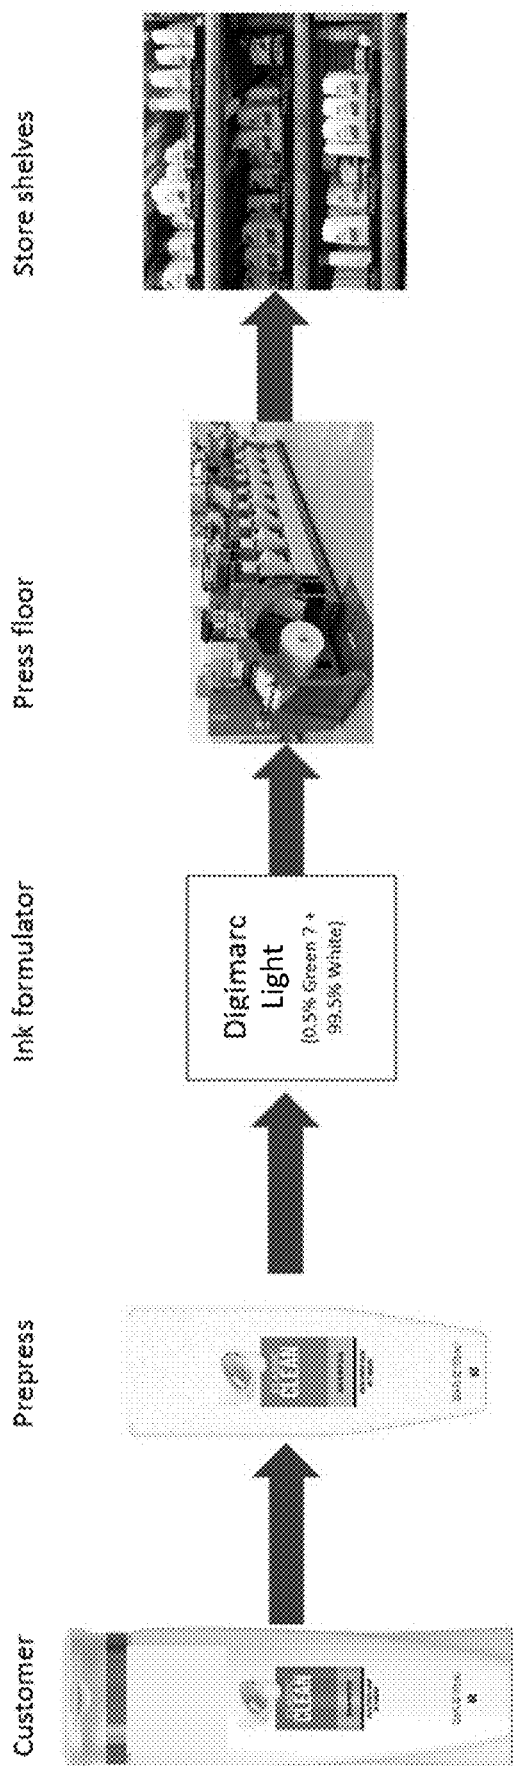 Customer
Prepress
Ink formulator
Press floor
Store shelves
Digimarc
Light
(0.5% Green 7 +
99.5% White)